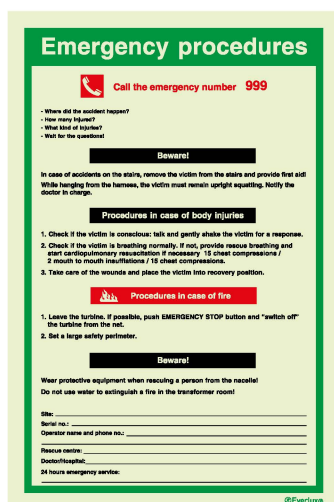 Emergency procedures
Call the emergency number 999
- Where did the accident happen?
- How many injured?
- What kind of injuries?
- Wait for the questions!
Beware!
In case of accidents on the stairs, remove the victim from the stairs and provide first aid!
While hanging from the harness, the victim must remain upright squatting. Notify the
doctor in charge.
Procedures in case of body injuries
1. Check if the victim is conscious: talk and gently shake the victim for a response.
2. Check if the victim is breathing normally. If not, provide rescue breathing and
start cardiopulmonary resuscitation if necessary 15 chest compressions /
2 mouth to mouth insufflations / 15 chest compressions.
3. Take care of the wounds and place the victim into recovery position.
Procedures in case of fire
1. Leave the turbine. If possible, push EMERGENCY STOP button and "switch off"
the turbine from the net.
2. Set a large safety perimeter.
Beware!
Wear protective equipment when rescuing a person from the nacelle!
Do not use water to extinguish a fire in the transformer room!
Site:
Serial no.:
Operator name and phone no.:
Rescue centre:
Doctor/Hospital:
24 hours emergency service:
Everluxe